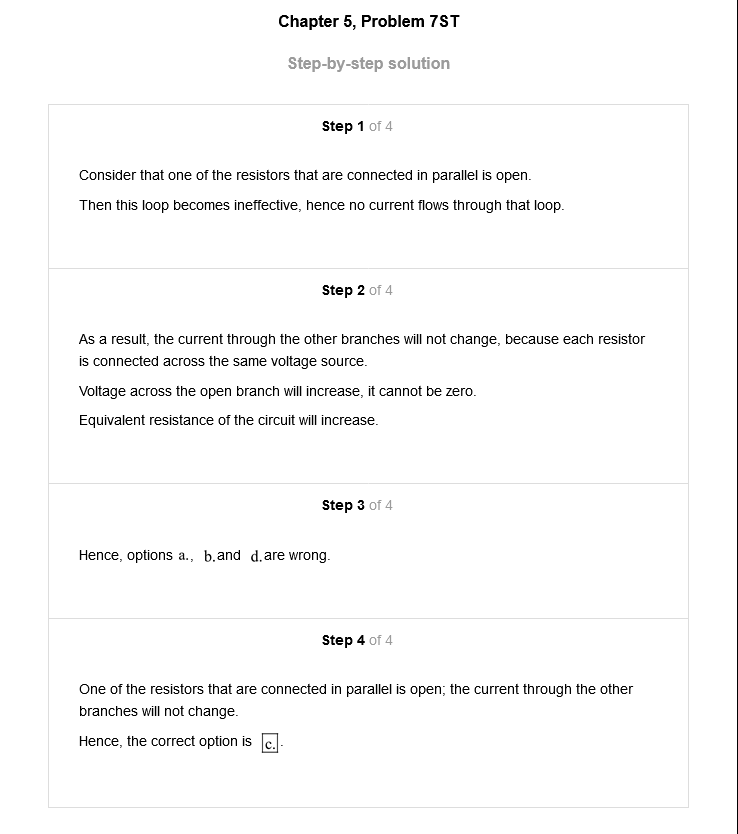 Chapter 5, Problem 7ST
Step-by-step solution
Step 1 of 4
Consider that one of the resistors that are connected in parallel is open.
Then this loop becomes ineffective, hence no current flows through that loop.
Step 2 of 4
As a result, the current through the other branches will not change, because each resistor
is connected across the same voltage source.
Voltage across the open branch will increase, it cannot be zero.
Equivalent resistance of the circuit will increase.
Step 3 of 4
Hence, options a., b. and d. are wrong.
Step 4 of 4
One of the resistors that are connected in parallel is open; the current through the other
branches will not change.
Hence, the correct option is c..